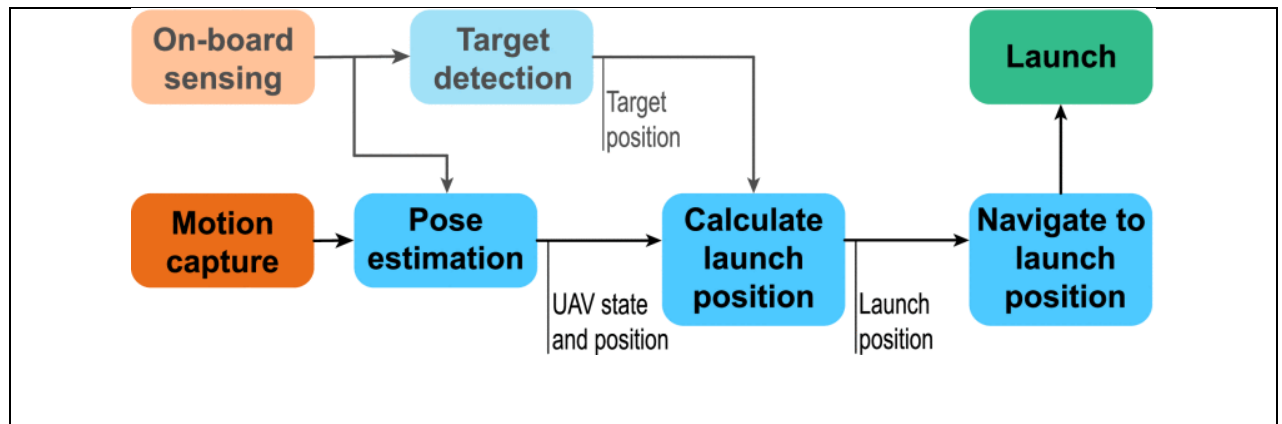 On-board
sensing
Target
detection
Launch
Target
position
Motion
capture
Pose
estimation
Calculate
launch
position
Navigate to
launch
position
UAV state
and position
Launch
position